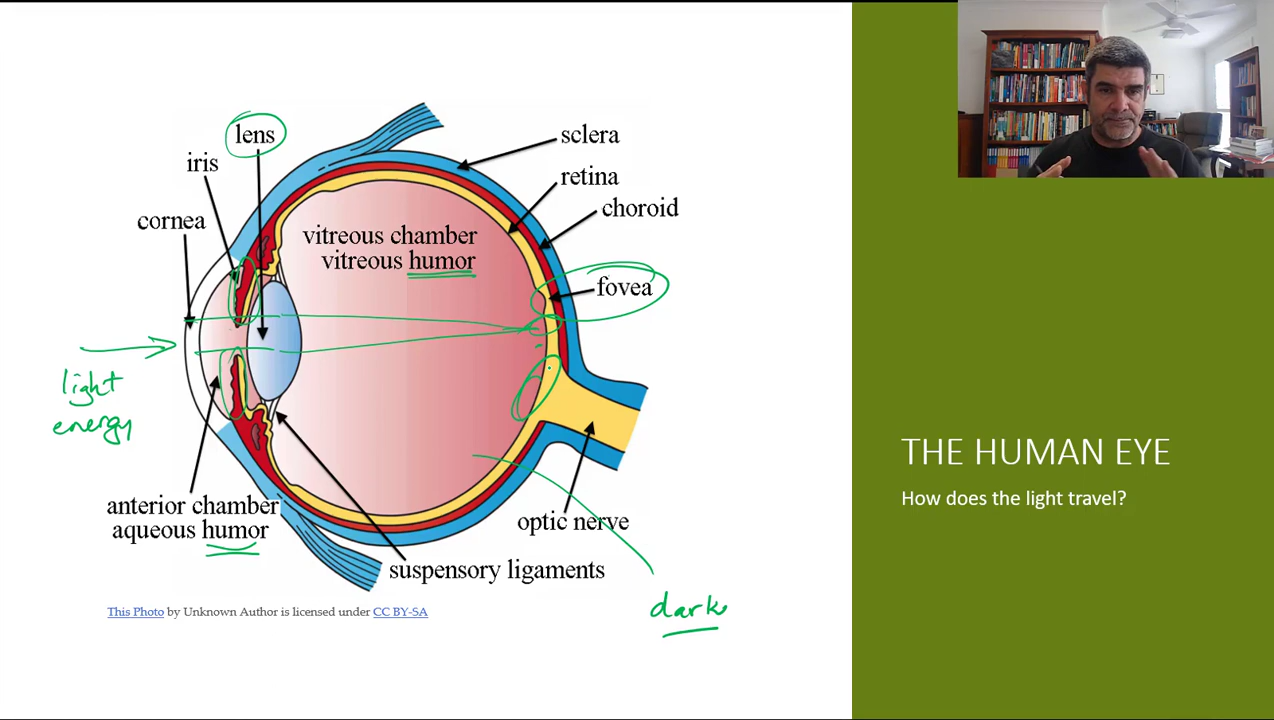 lens
iris
cornea
sclera
retina
choroid
vitreous chamber
vitreous humor
fovea
light
energy
anterior chamber
aqueous humor
optic nerve
suspensory ligaments
dark
This Photo by Unknown Author is licensed under CC BY-SA
THE HUMAN EYE
How does the light travel?